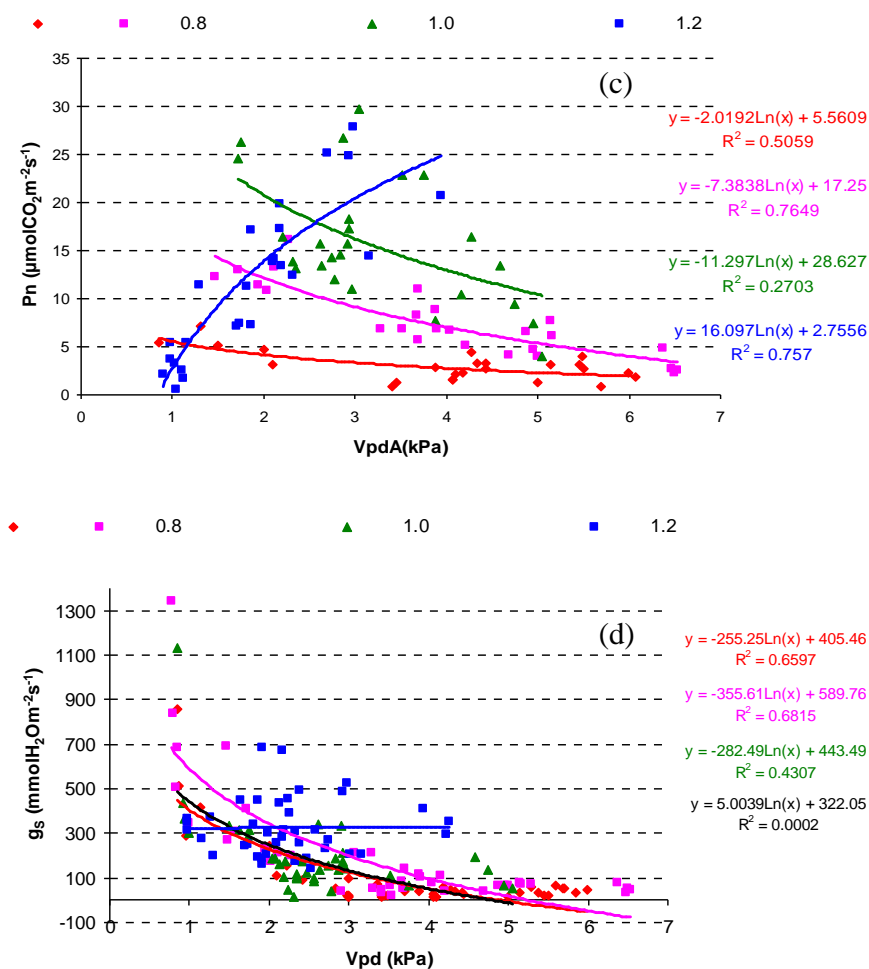 0.8 1.0 1.2
(c)
35
30
25
20
15
10
5
0
Pn (µmolCO₂m⁻²s⁻¹)
0 1 2 3 4 5 6 7
VpdA(kPa)
y = -2.0192Ln(x) + 5.5609
R² = 0.5059
y = -7.3838Ln(x) + 17.25
R² = 0.7649
y = -11.297Ln(x) + 28.627
R² = 0.2703
y = 16.097Ln(x) + 2.7556
R² = 0.757
0.8 1.0 1.2
(d)
1300
1100
900
700
500
300
100
-100
gs (mmolH₂Om⁻²s⁻¹)
0 1 2 3 4 5 6 7
Vpd (kPa)
y = -255.25Ln(x) + 405.46
R² = 0.6597
y = -355.61Ln(x) + 589.76
R² = 0.6815
y = -282.49Ln(x) + 443.49
R² = 0.4307
y = 5.0039Ln(x) + 322.05
R² = 0.0002